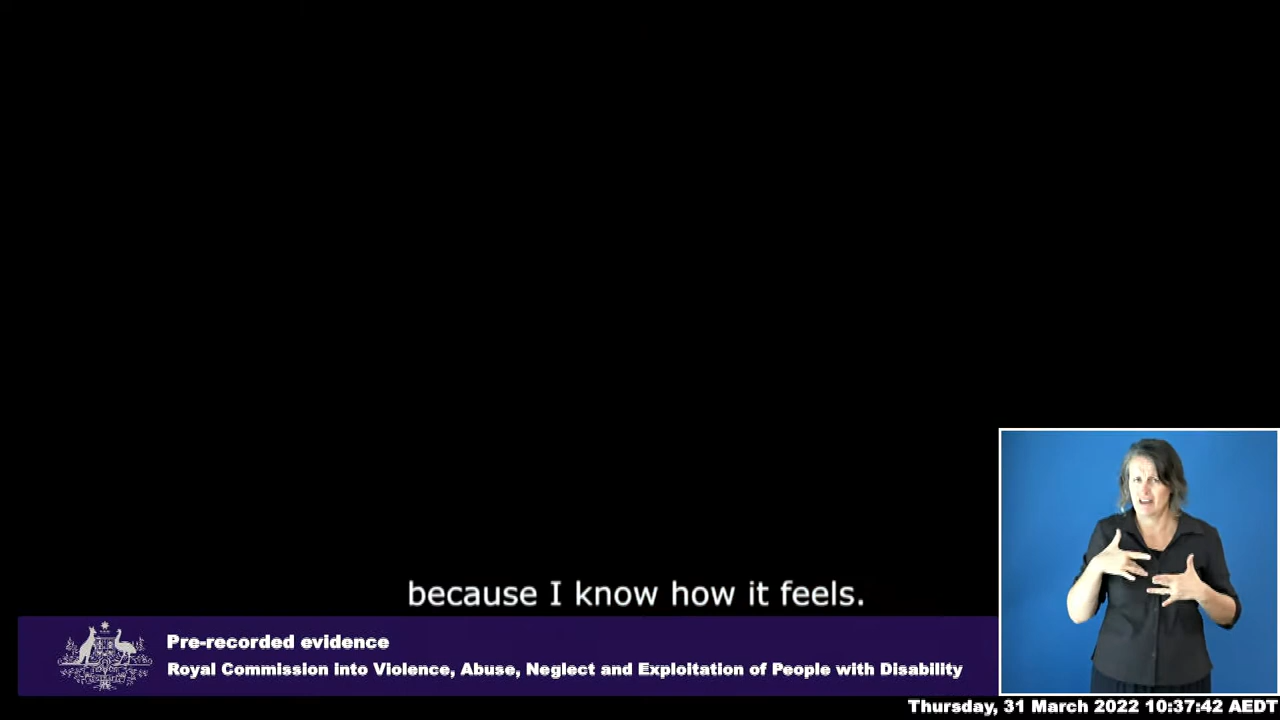 because I know how it feels.
Pre-recorded evidence
Royal Commission into Violence, Abuse, Neglect and Exploitation of People with Disability
Thursday, 31 March 2022 10:37:42 AEDT